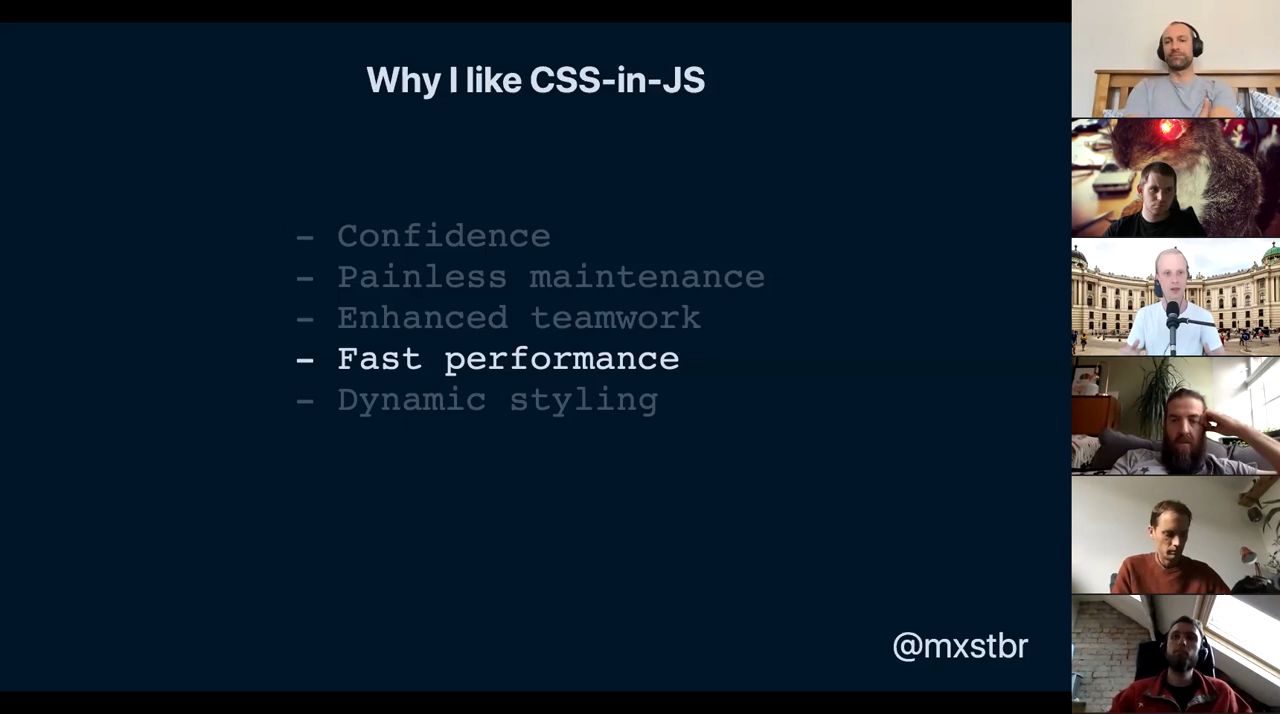 Why I like CSS-in-JS
- Confidence
- Painless maintenance
- Enhanced teamwork
- Fast performance
- Dynamic styling
@mxstbr